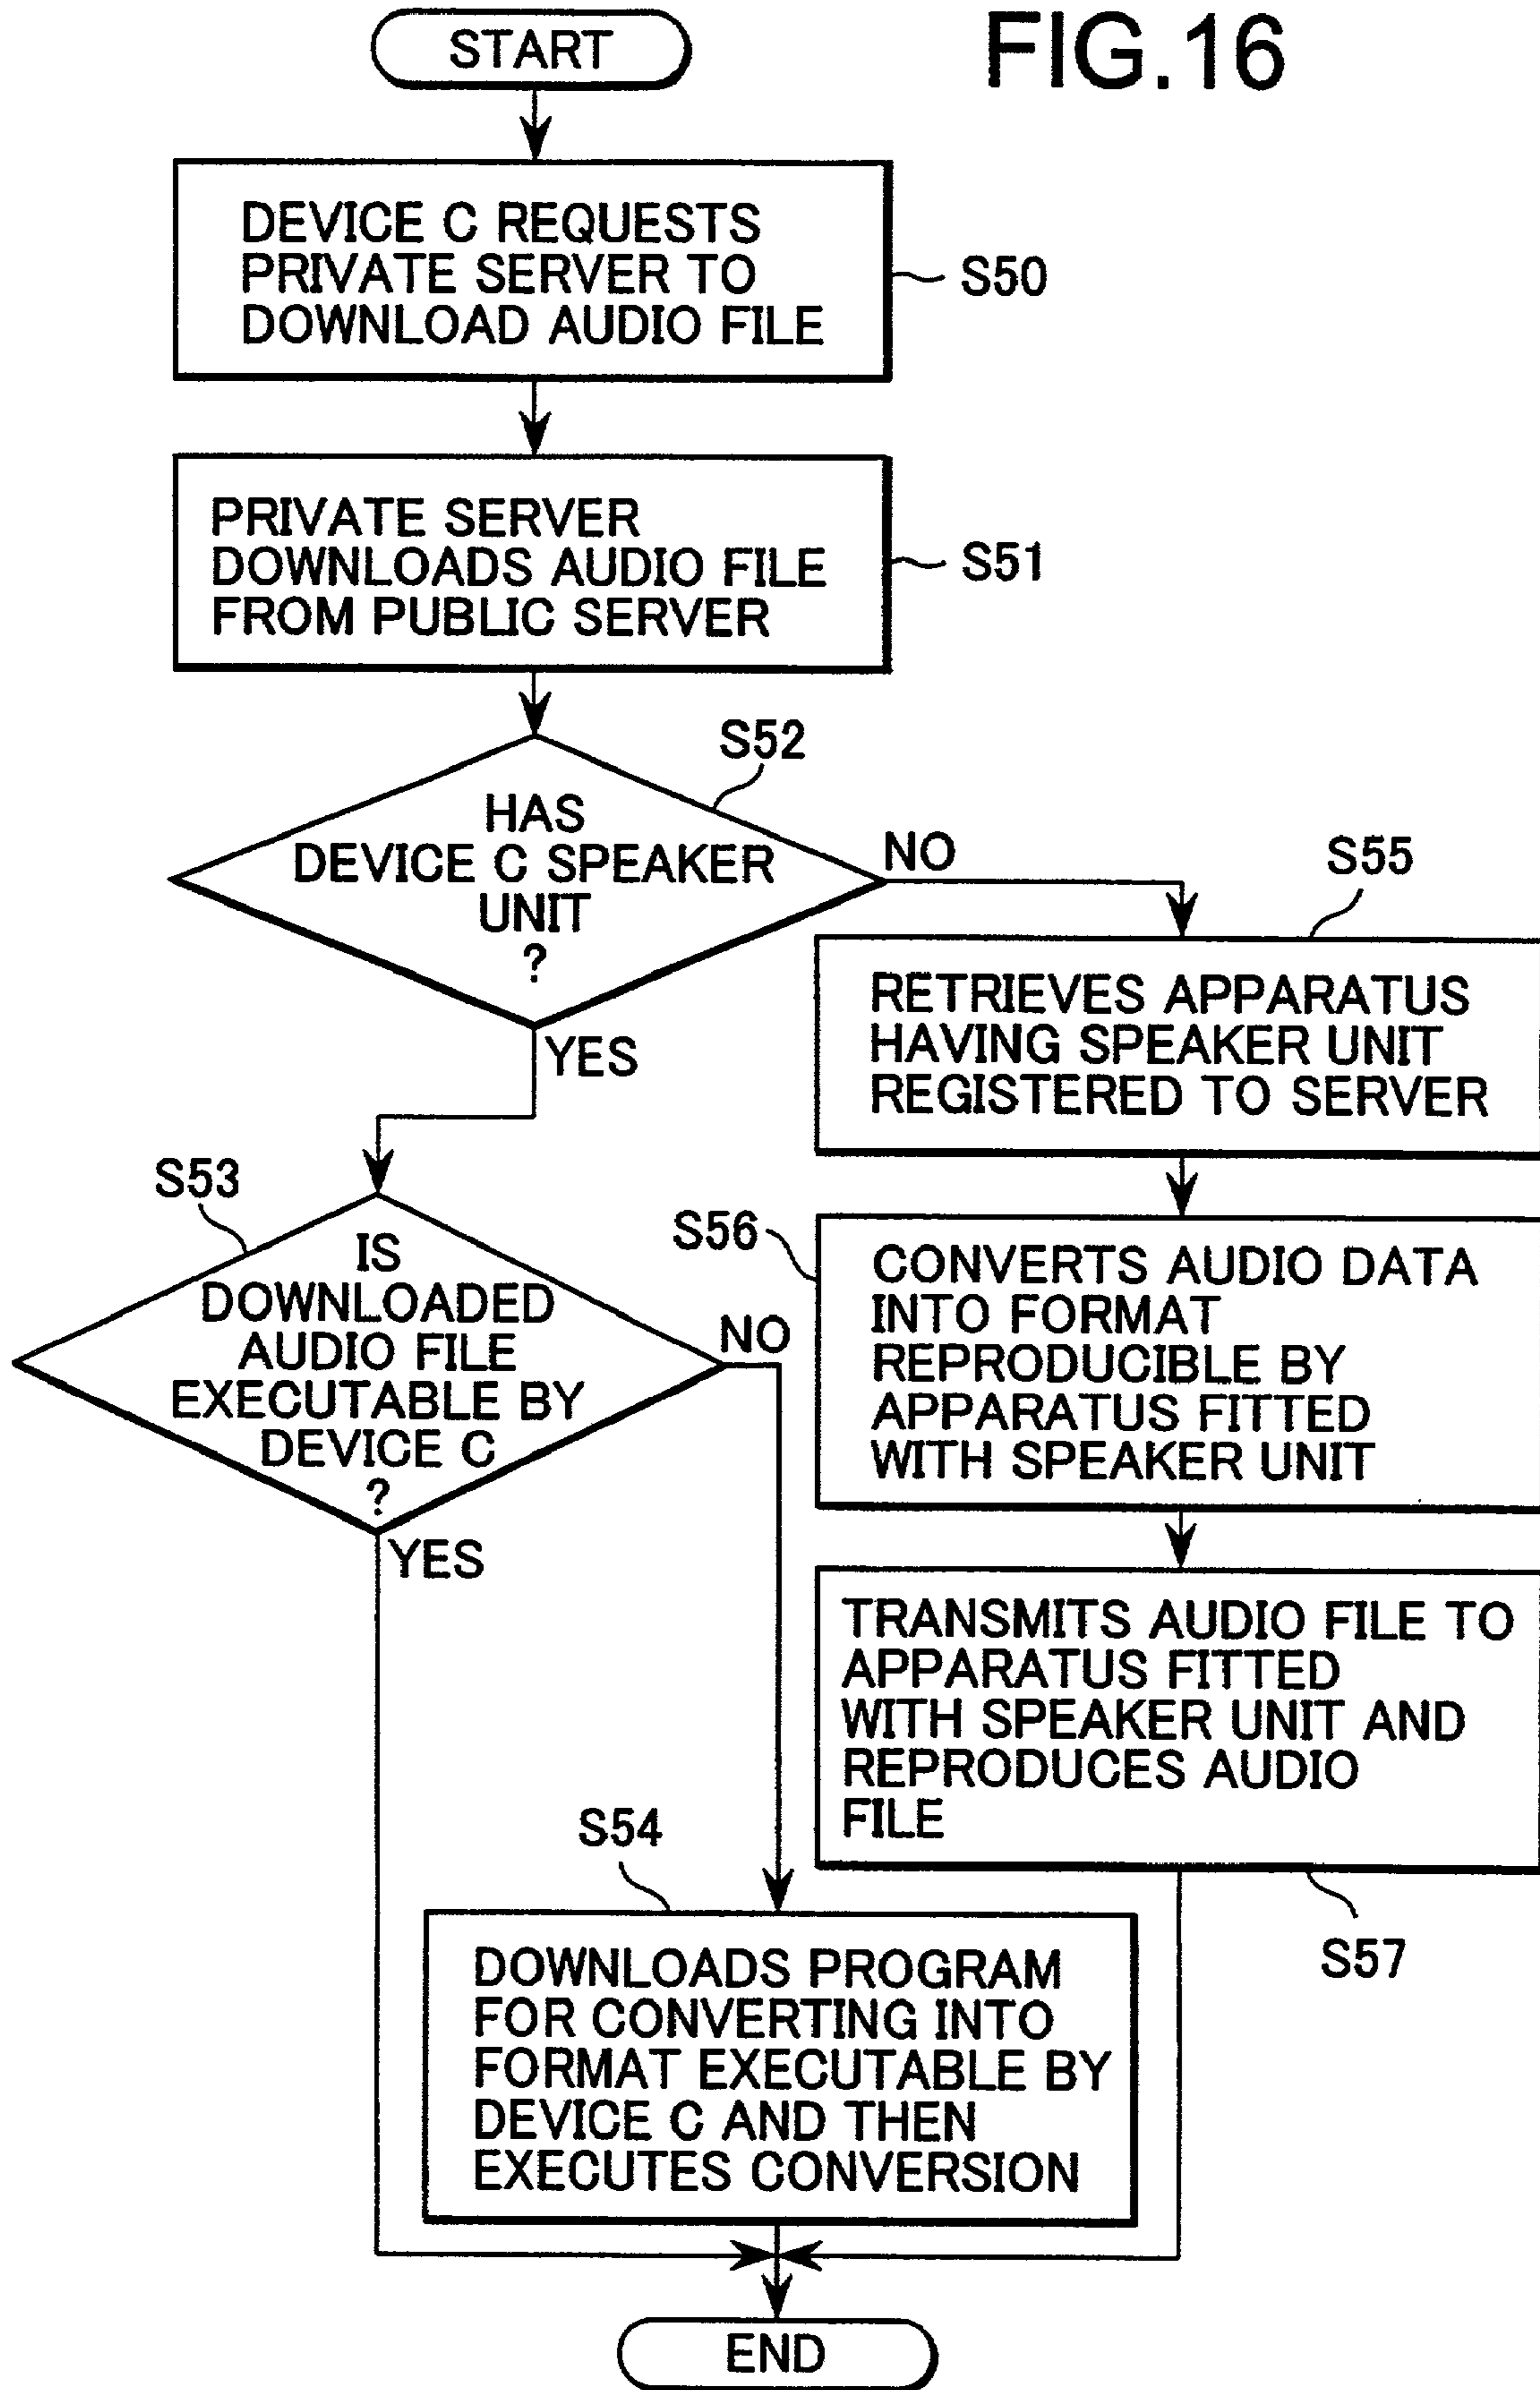 FIG.16
START
DEVICE C REQUESTS
PRIVATE SERVER TO
DOWNLOAD AUDIO FILE
S50
PRIVATE SERVER
DOWNLOADS AUDIO FILE
FROM PUBLIC SERVER
S51
S52
HAS
DEVICE C SPEAKER
UNIT
?
NO
YES
S55
RETRIEVES APPARATUS
HAVING SPEAKER UNIT
REGISTERED TO SERVER
S53
IS
DOWNLOADED
AUDIO FILE
EXECUTABLE BY
DEVICE C
?
NO
YES
S56
CONVERTS AUDIO DATA
INTO FORMAT
REPRODUCIBLE BY
APPARATUS FITTED
WITH SPEAKER UNIT
TRANSMITS AUDIO FILE TO
APPARATUS FITTED
WITH SPEAKER UNIT AND
REPRODUCES AUDIO
FILE
S57
S54
DOWNLOADS PROGRAM
FOR CONVERTING INTO
FORMAT EXECUTABLE BY
DEVICE C AND THEN
EXECUTES CONVERSION
END